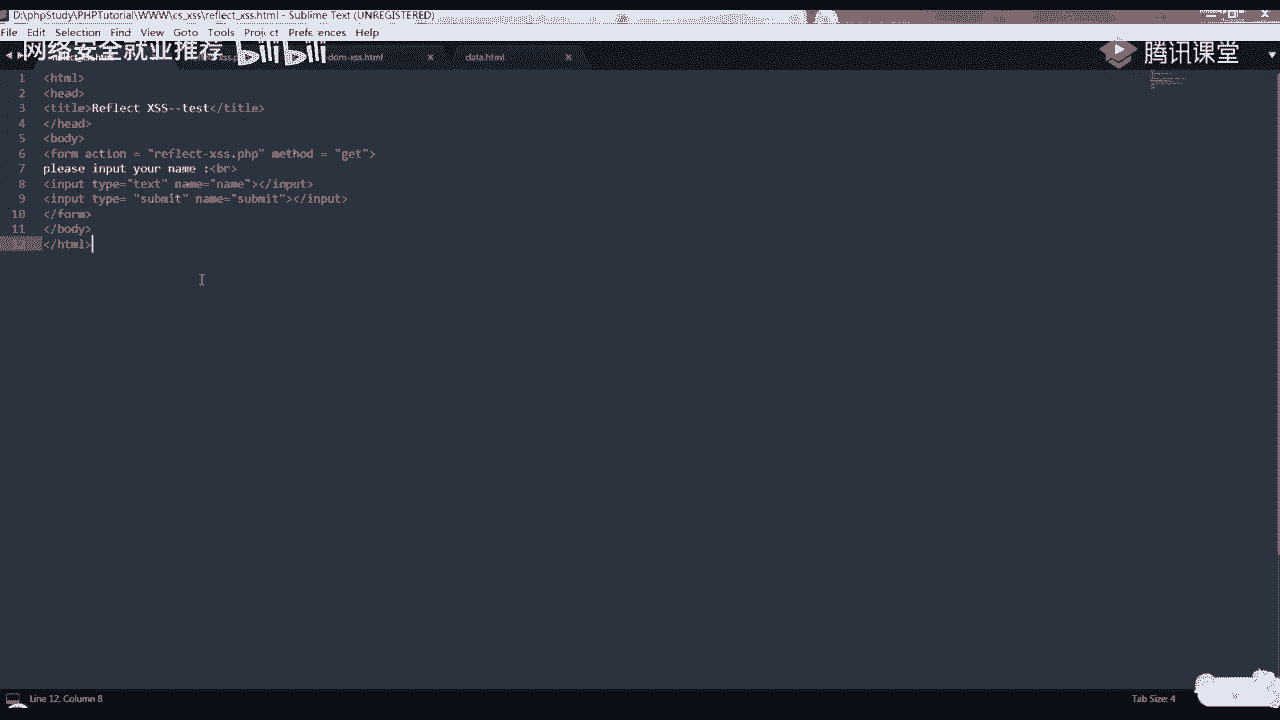 D:\phpStudy\PHPTutorial\WWW\cs_xss\reflect_xss.html - Sublime Text (UNREGISTERED)
File Edit Selection Find View Goto Tools Project Preferences Help
网络安全就业推荐 bilibili
dom-xss.html
data.html
腾讯课堂
1 <html>
2 <head>
3 <title>Reflect XSS--test</title>
4 </head>
5 <body>
6 <form action = "reflect-xss.php" method = "get">
7 please input your name :<br>
8 <input type="text" name="name"></input>
9 <input type= "submit" name="submit"></input>
10 </form>
11 </body>
12 </html>
Line 12, Column 8
Tab Size: 4